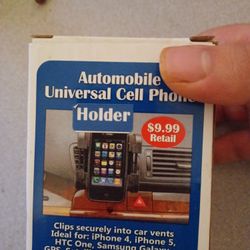 Automobile
Universal Cell Phone
Holder
$9.99
Retail
Clips securely into car vents
Ideal for: iPhone 4, iPhone 5,
HTC One, Samsung Galaxy